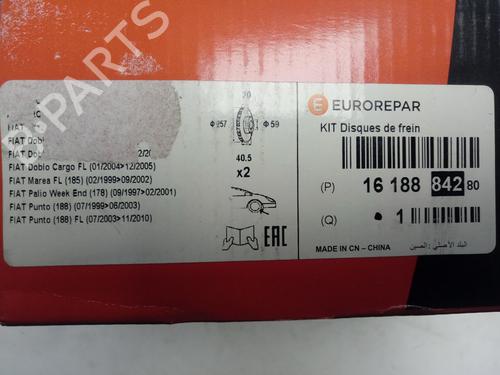 FIAT
FIAT Dobl
FIAT Dob
FIAT Doblo Cargo FL (01/2004>12/2005)
FIAT Marea FL (185) (02/1999>09/2002)
FIAT Palio Week End (178) (09/1997>02/2001)
FIAT Punto (188) (07/1999>06/2003)
FIAT Punto (188) FL (07/2003>11/2010)
20
Φ257
Φ59
40.5
x2
EAC
EUROREPAR
KIT Disques de frein
(P) 16 188 842 80
(Q) 1
MADE IN CN – CHINA البلد الأصلي: الصين
PARTS